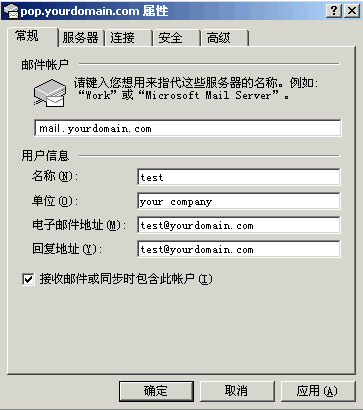 pop.yourdomain.com 属性
常规 服务器 连接 安全 高级
邮件帐户
请键入您想用来指代这些服务器的名称。例如:
“Work”或“Microsoft Mail Server”。
mail.yourdomain.com
用户信息
名称(N): test
单位(O): your company
电子邮件地址(M): test@yourdomain.com
回复地址(Y): test@yourdomain.com
接收邮件或同步时包含此帐户(I)
确定 取消 应用(A)